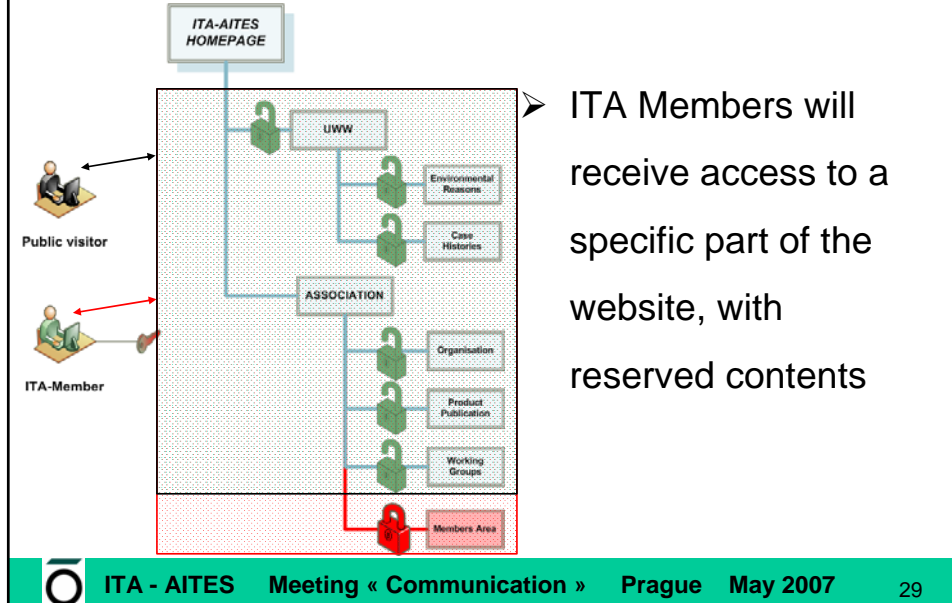 ITA-AITES
HOMEPAGE
UWW
Environmental
Reasons
Case
Histories
Public visitor
ASSOCIATION
Organisation
ITA-Member
Product
Publication
Working
Groups
Members Area
➢ ITA Members will
receive access to a
specific part of the
website, with
reserved contents
ITA - AITES Meeting « Communication » Prague May 2007 29